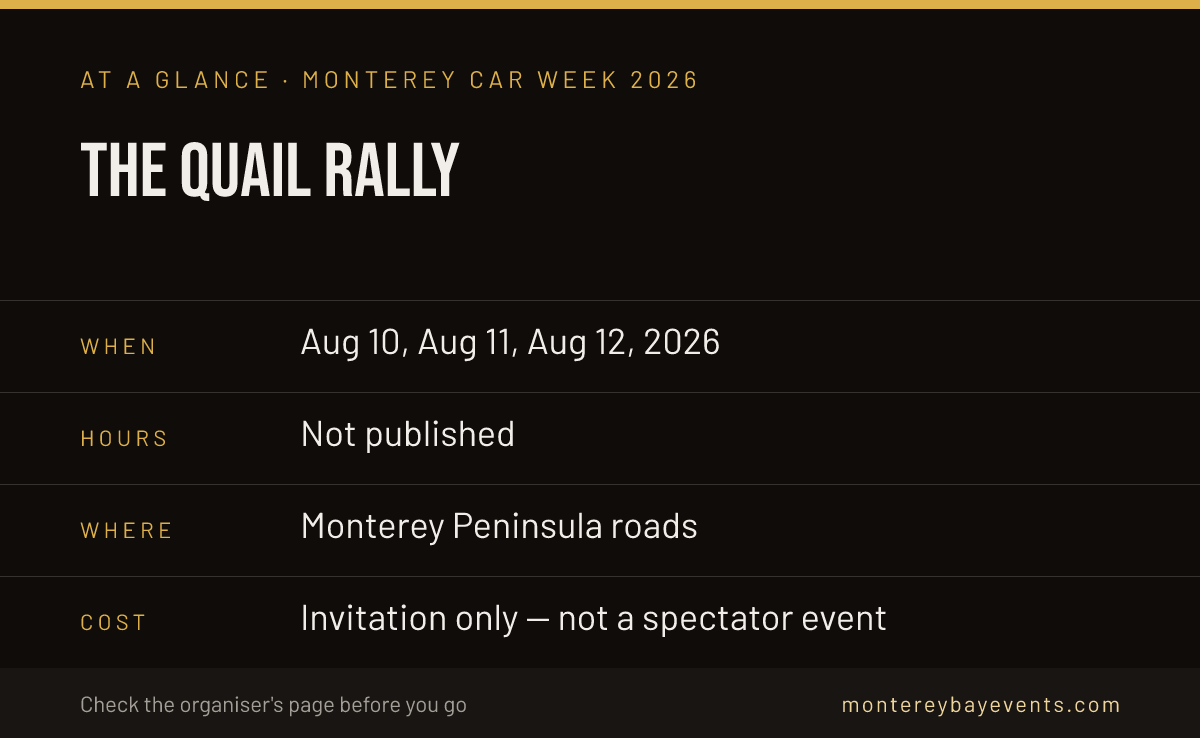 AT A GLANCE · MONTEREY CAR WEEK 2026
THE QUAIL RALLY
WHEN Aug 10, Aug 11, Aug 12, 2026
HOURS Not published
WHERE Monterey Peninsula roads
COST Invitation only — not a spectator event
Check the organiser's page before you go montereybayevents.com